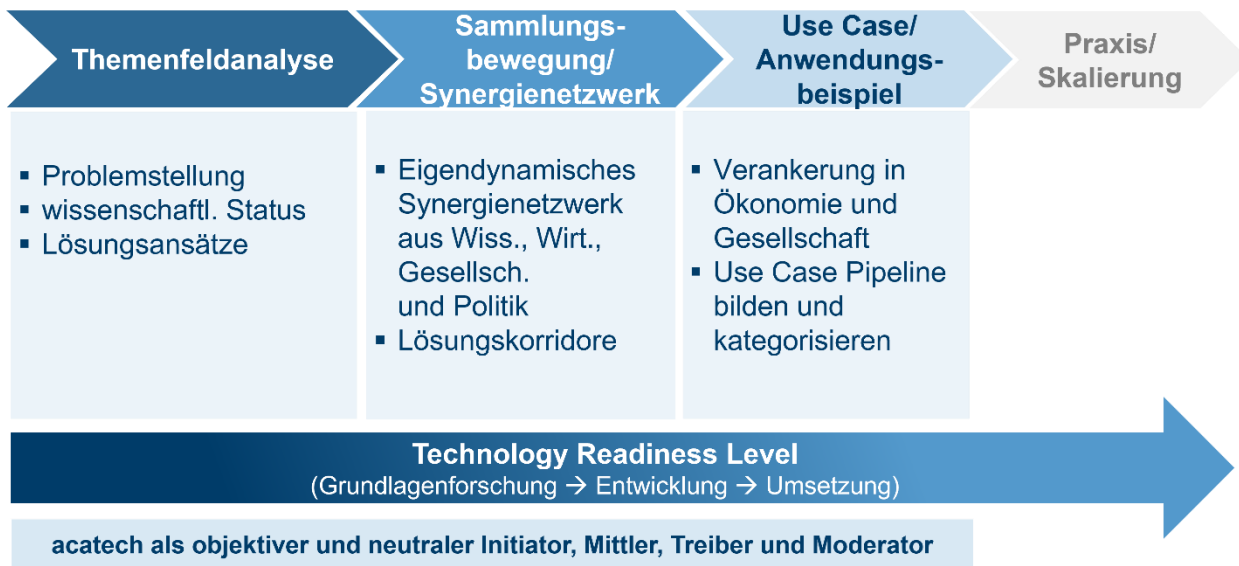 Themenfeldanalyse
Sammlungs-
bewegung/
Synergienetzwerk
Use Case/
Anwendungs-
beispiel
Praxis/
Skalierung
▪ Problemstellung
▪ wissenschaftl. Status
▪ Lösungsansätze
▪ Eigendynamisches
Synergienetzwerk
aus Wiss., Wirt.,
Gesellsch.
und Politik
▪ Lösungskorridore
▪ Verankerung in
Ökonomie und
Gesellschaft
▪ Use Case Pipeline
bilden und
kategorisieren
Technology Readiness Level
(Grundlagenforschung → Entwicklung → Umsetzung)
acatech als objektiver und neutraler Initiator, Mittler, Treiber und Moderator